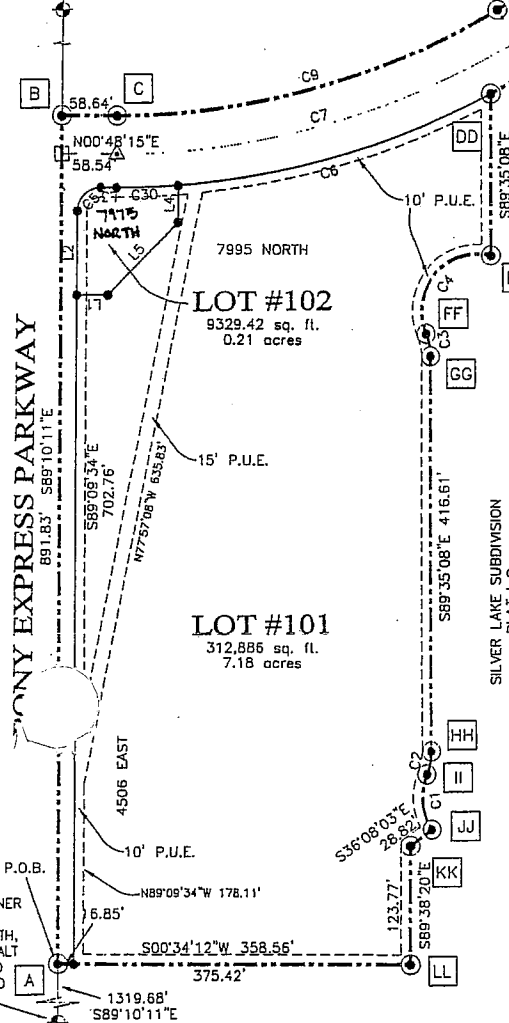 C9
B
C
58.64'
C7
N00°48'15"E
58.54'
DD
S89°35'08"E
C6
C5
C30
L4
10' P.U.E.
7975
NORTH
L5
7995 NORTH
L2
L1
LOT #102
9329.42 sq. ft.
0.21 acres
C4
FF
C3
GG
PONY EXPRESS PARKWAY
891.83' S89°10'11"E
S89°09'34"E
702.76'
15' P.U.E.
N77°57'08"W 635.83'
S89°35'08"E 416.61'
SILVER LAKE SUBDIVISION
LOT #101
312,886 sq. ft.
7.18 acres
4506 EAST
HH
C2
II
C1
JJ
S36°08'03"E
28.82'
KK
10' P.U.E.
P.O.B.
N89°09'34"W 178.11'
6.85'
123.77'
S89°38'20"E
S00°34'12"W 358.56'
A
375.42'
LL
1319.68'
S89°10'11"E